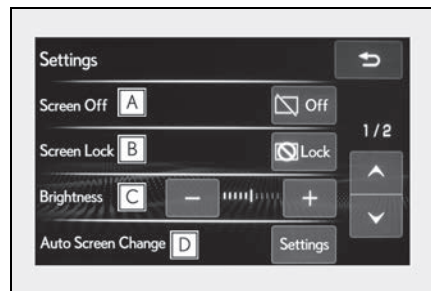 Settings
Screen Off A Off
1/2
Screen Lock B Lock
Brightness C − +
Auto Screen Change D Settings